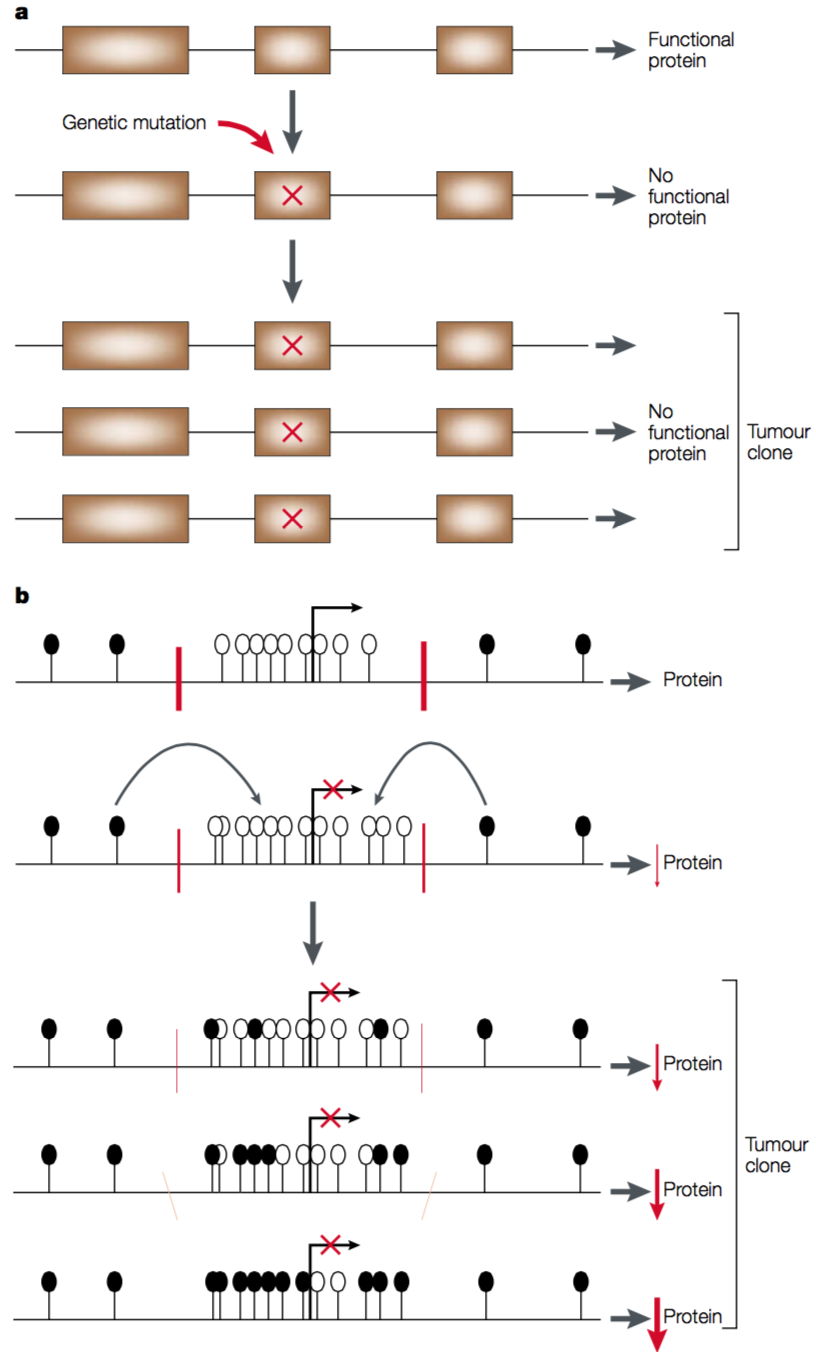 a
Functional
protein
Genetic mutation
No
functional
protein
No
functional
protein
Tumour
clone
b
Protein
Protein
Protein
Protein
Protein
Tumour
clone